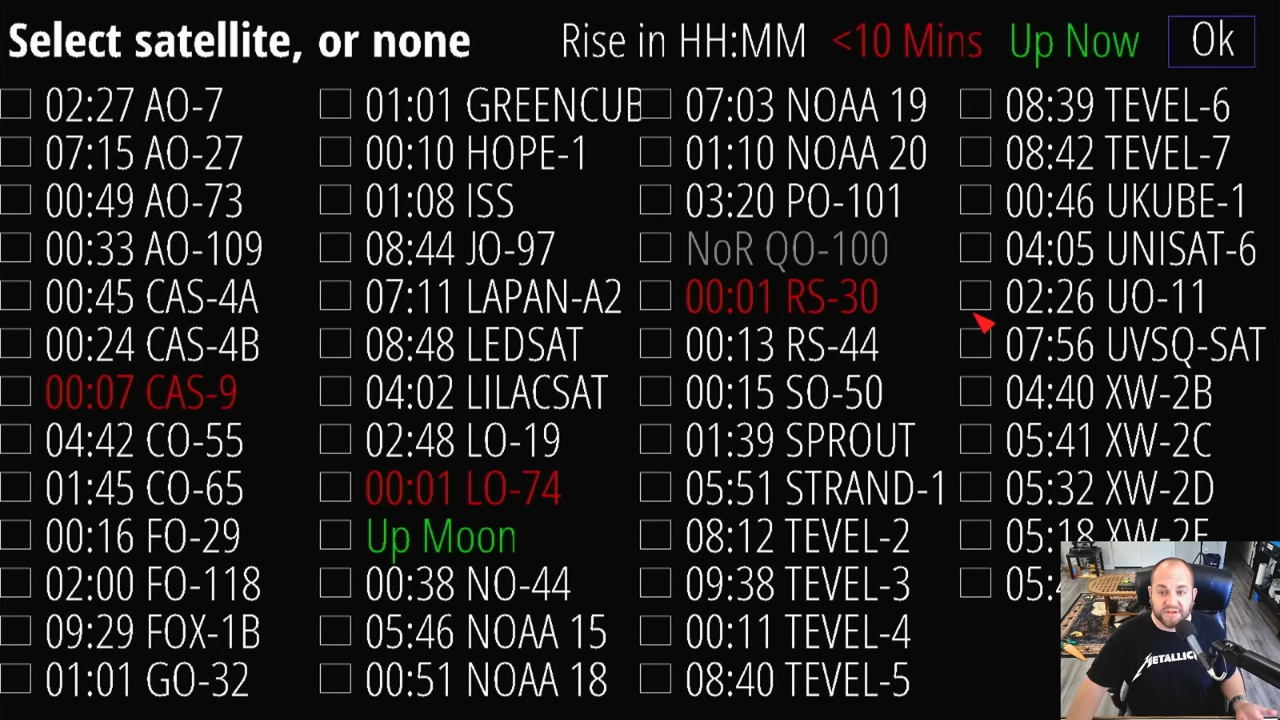 Select satellite, or none
Rise in HH:MM <10 Mins Up Now Ok
02:27 AO-7
07:15 AO-27
00:49 AO-73
00:33 AO-109
00:45 CAS-4A
00:24 CAS-4B
00:07 CAS-9
04:42 CO-55
01:45 CO-65
00:16 FO-29
02:00 FO-118
09:29 FOX-1B
01:01 GO-32
01:01 GREENCUB
00:10 HOPE-1
01:08 ISS
08:44 JO-97
07:11 LAPAN-A2
08:48 LEDSAT
04:02 LILACSAT
02:48 LO-19
00:01 LO-74
Up Moon
00:38 NO-44
05:46 NOAA 15
00:51 NOAA 18
07:03 NOAA 19
01:10 NOAA 20
03:20 PO-101
NoR QO-100
00:01 RS-30
00:13 RS-44
00:15 SO-50
01:39 SPROUT
05:51 STRAND-1
08:12 TEVEL-2
09:38 TEVEL-3
00:11 TEVEL-4
08:40 TEVEL-5
08:39 TEVEL-6
08:42 TEVEL-7
00:46 UKUBE-1
04:05 UNISAT-6
02:26 UO-11
07:56 UVSQ-SAT
04:40 XW-2B
05:41 XW-2C
05:32 XW-2D
05:18
METALLICA